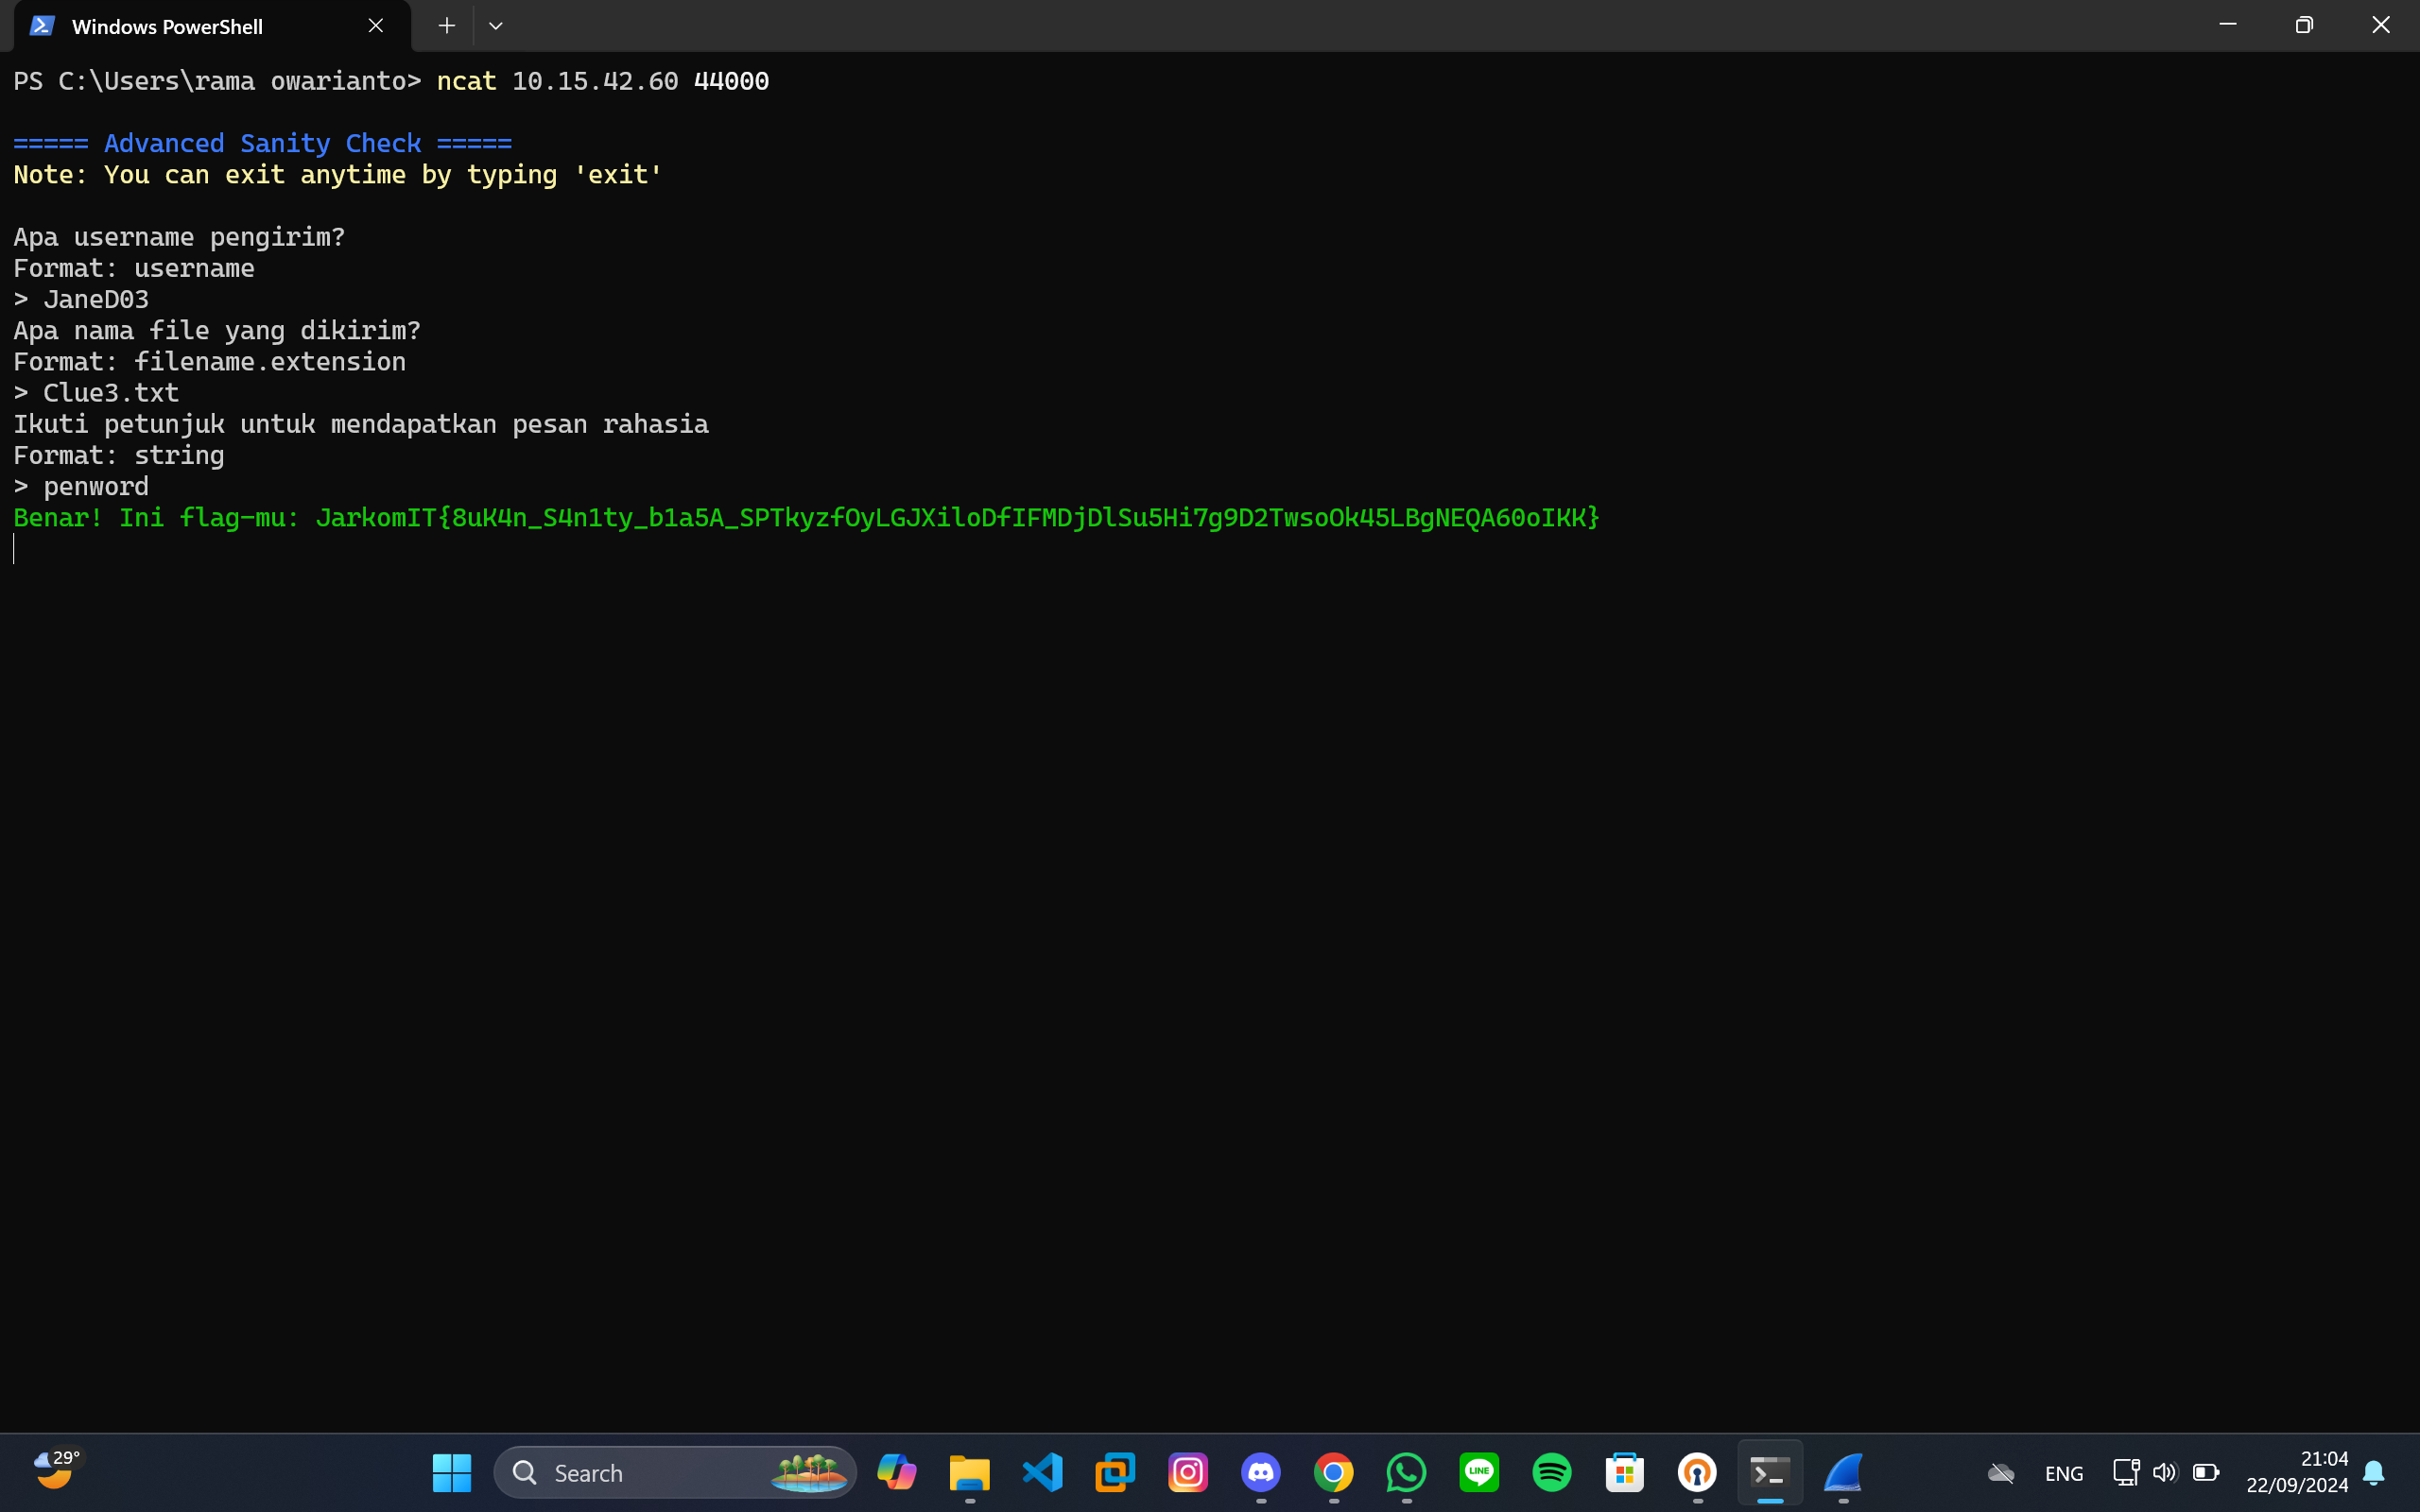 Windows PowerShell
PS C:\Users\rama owarianto> ncat 10.15.42.60 44000
===== Advanced Sanity Check =====
Note: You can exit anytime by typing 'exit'
Apa username pengirim?
Format: username
> JaneD03
Apa nama file yang dikirim?
Format: filename.extension
> Clue3.txt
Ikuti petunjuk untuk mendapatkan pesan rahasia
Format: string
> penword
Benar! Ini flag-mu: JarkomIT{8uK4n_S4n1ty_b1a5A_SPTkyzfOyLGJXiloDfIFMDjDlSu5Hi7g9D2TwsoOk45LBgNEQA60oIKK}
29°
Search
LINE
ENG
21:04
22/09/2024